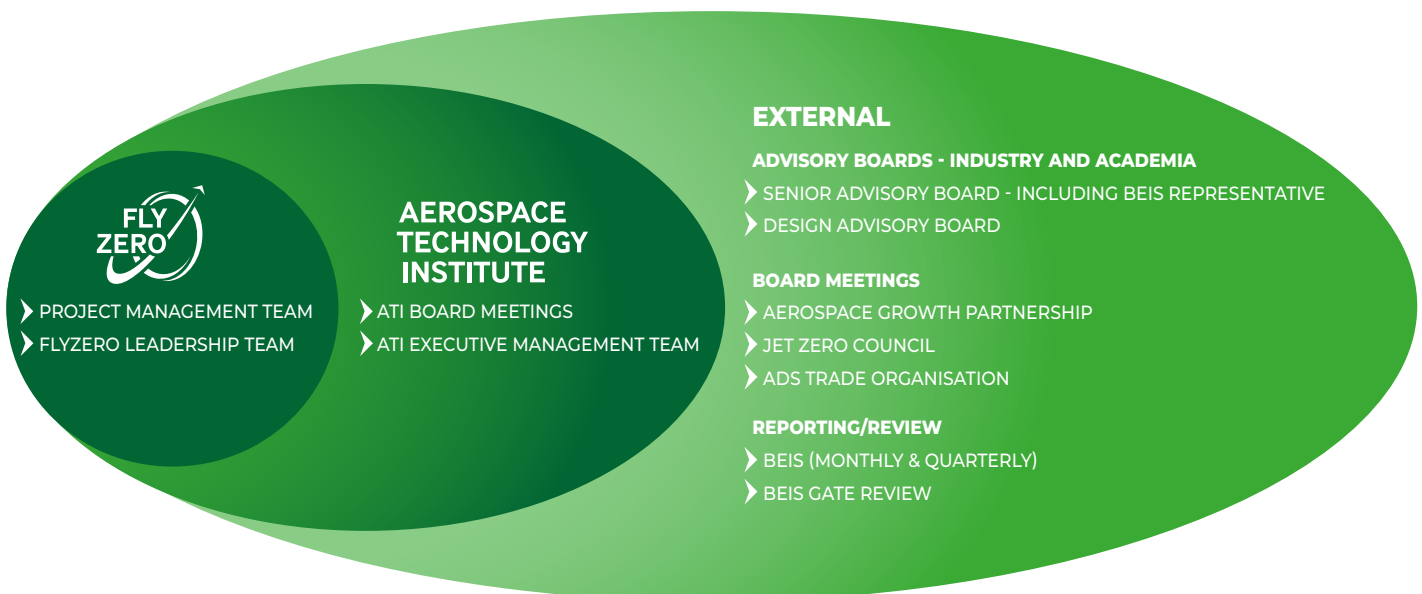 FLY
ZERO
PROJECT MANAGEMENT TEAM
FLYZERO LEADERSHIP TEAM
AEROSPACE
TECHNOLOGY
INSTITUTE
ATI BOARD MEETINGS
ATI EXECUTIVE MANAGEMENT TEAM
EXTERNAL
ADVISORY BOARDS - INDUSTRY AND ACADEMIA
SENIOR ADVISORY BOARD - INCLUDING BEIS REPRESENTATIVE
DESIGN ADVISORY BOARD
BOARD MEETINGS
AEROSPACE GROWTH PARTNERSHIP
JET ZERO COUNCIL
ADS TRADE ORGANISATION
REPORTING/REVIEW
BEIS (MONTHLY & QUARTERLY)
BEIS GATE REVIEW